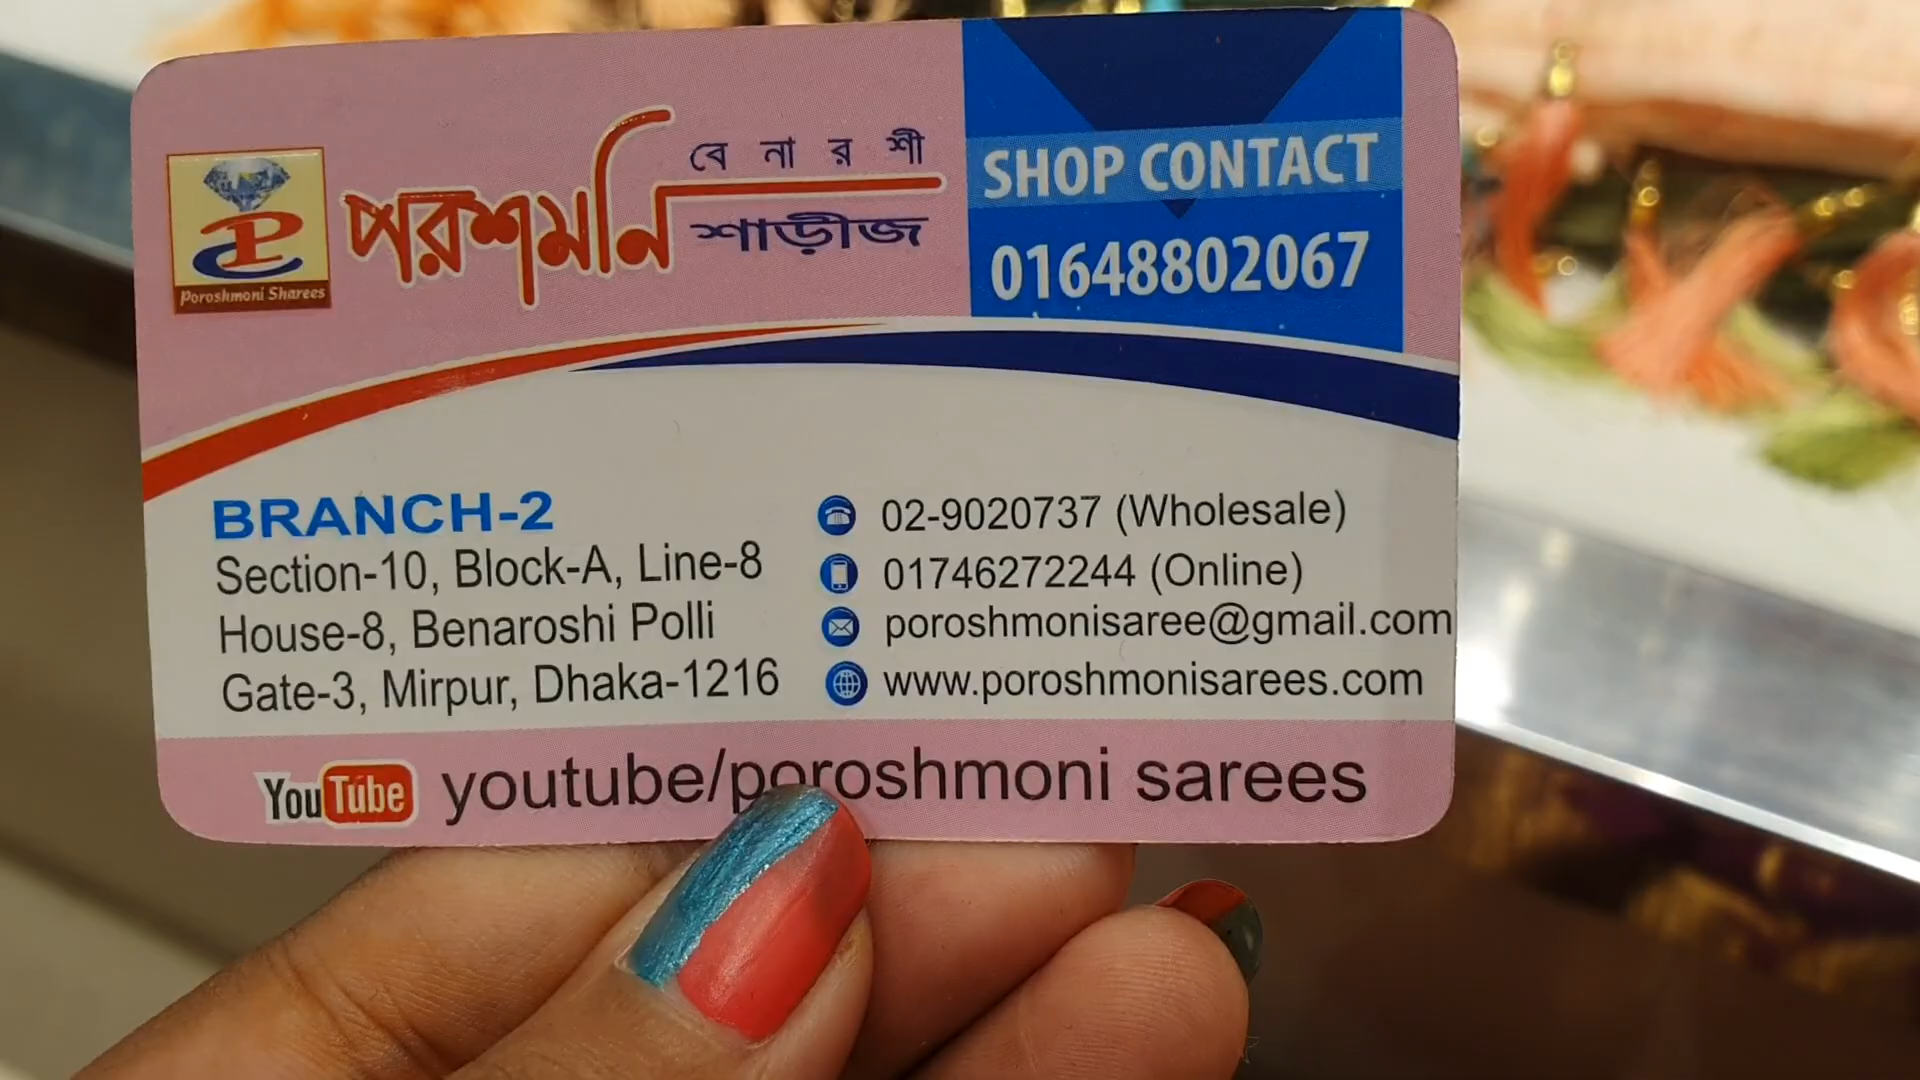 বেনারশী
পরশমনি
শাড়ীজ
PC
Poroshmoni Sharees
SHOP CONTACT
01648802067
BRANCH-2
Section-10, Block-A, Line-8
House-8, Benaroshi Polli
Gate-3, Mirpur, Dhaka-1216
02-9020737 (Wholesale)
01746272244 (Online)
poroshmonisaree@gmail.com
www.poroshmonisarees.com
YouTube youtube/poroshmoni sarees